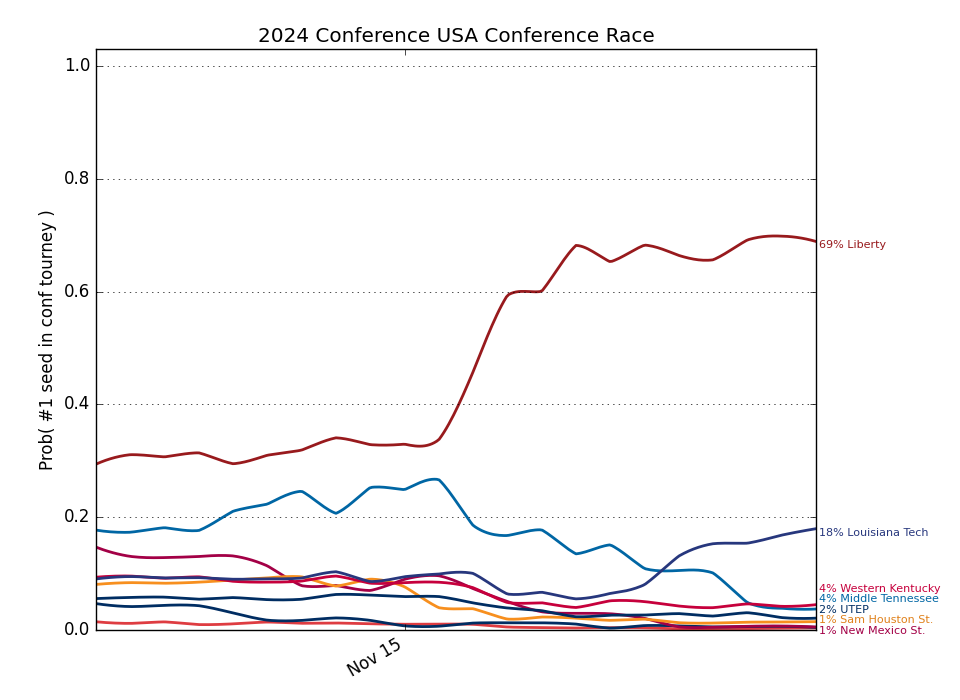 2024 Conference USA Conference Race
Prob( #1 seed in conf tourney )
1.0
0.8
0.6
0.4
0.2
0.0
Nov 15
69% Liberty
18% Louisiana Tech
4% Western Kentucky
4% Middle Tennessee
2% UTEP
1% Sam Houston St.
1% New Mexico St.